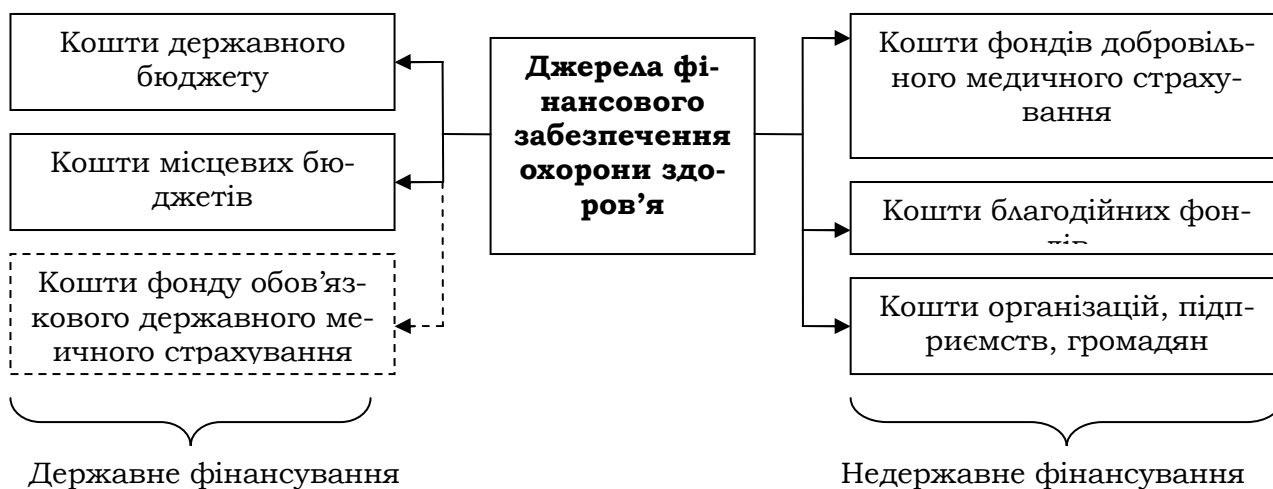 Кошти державного
бюджету
Кошти місцевих бю-
джетів
Кошти фонду обов’яз-
кового державного ме-
ичного страхування
Державне фінансування
Джерела фі-
нансового
забезпечення
охорони здо-
ров’я
Кошти фондів добровіль-
ного медичного страху-
вання
Кошти благодійних фон-
Кошти організацій, підп-
риємств, громадян
Недержавне фінансування